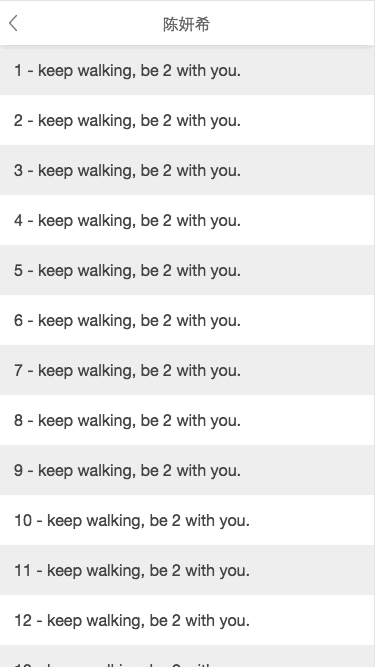 陈妍希
1 - keep walking, be 2 with you.
2 - keep walking, be 2 with you.
3 - keep walking, be 2 with you.
4 - keep walking, be 2 with you.
5 - keep walking, be 2 with you.
6 - keep walking, be 2 with you.
7 - keep walking, be 2 with you.
8 - keep walking, be 2 with you.
9 - keep walking, be 2 with you.
10 - keep walking, be 2 with you.
11 - keep walking, be 2 with you.
12 - keep walking, be 2 with you.